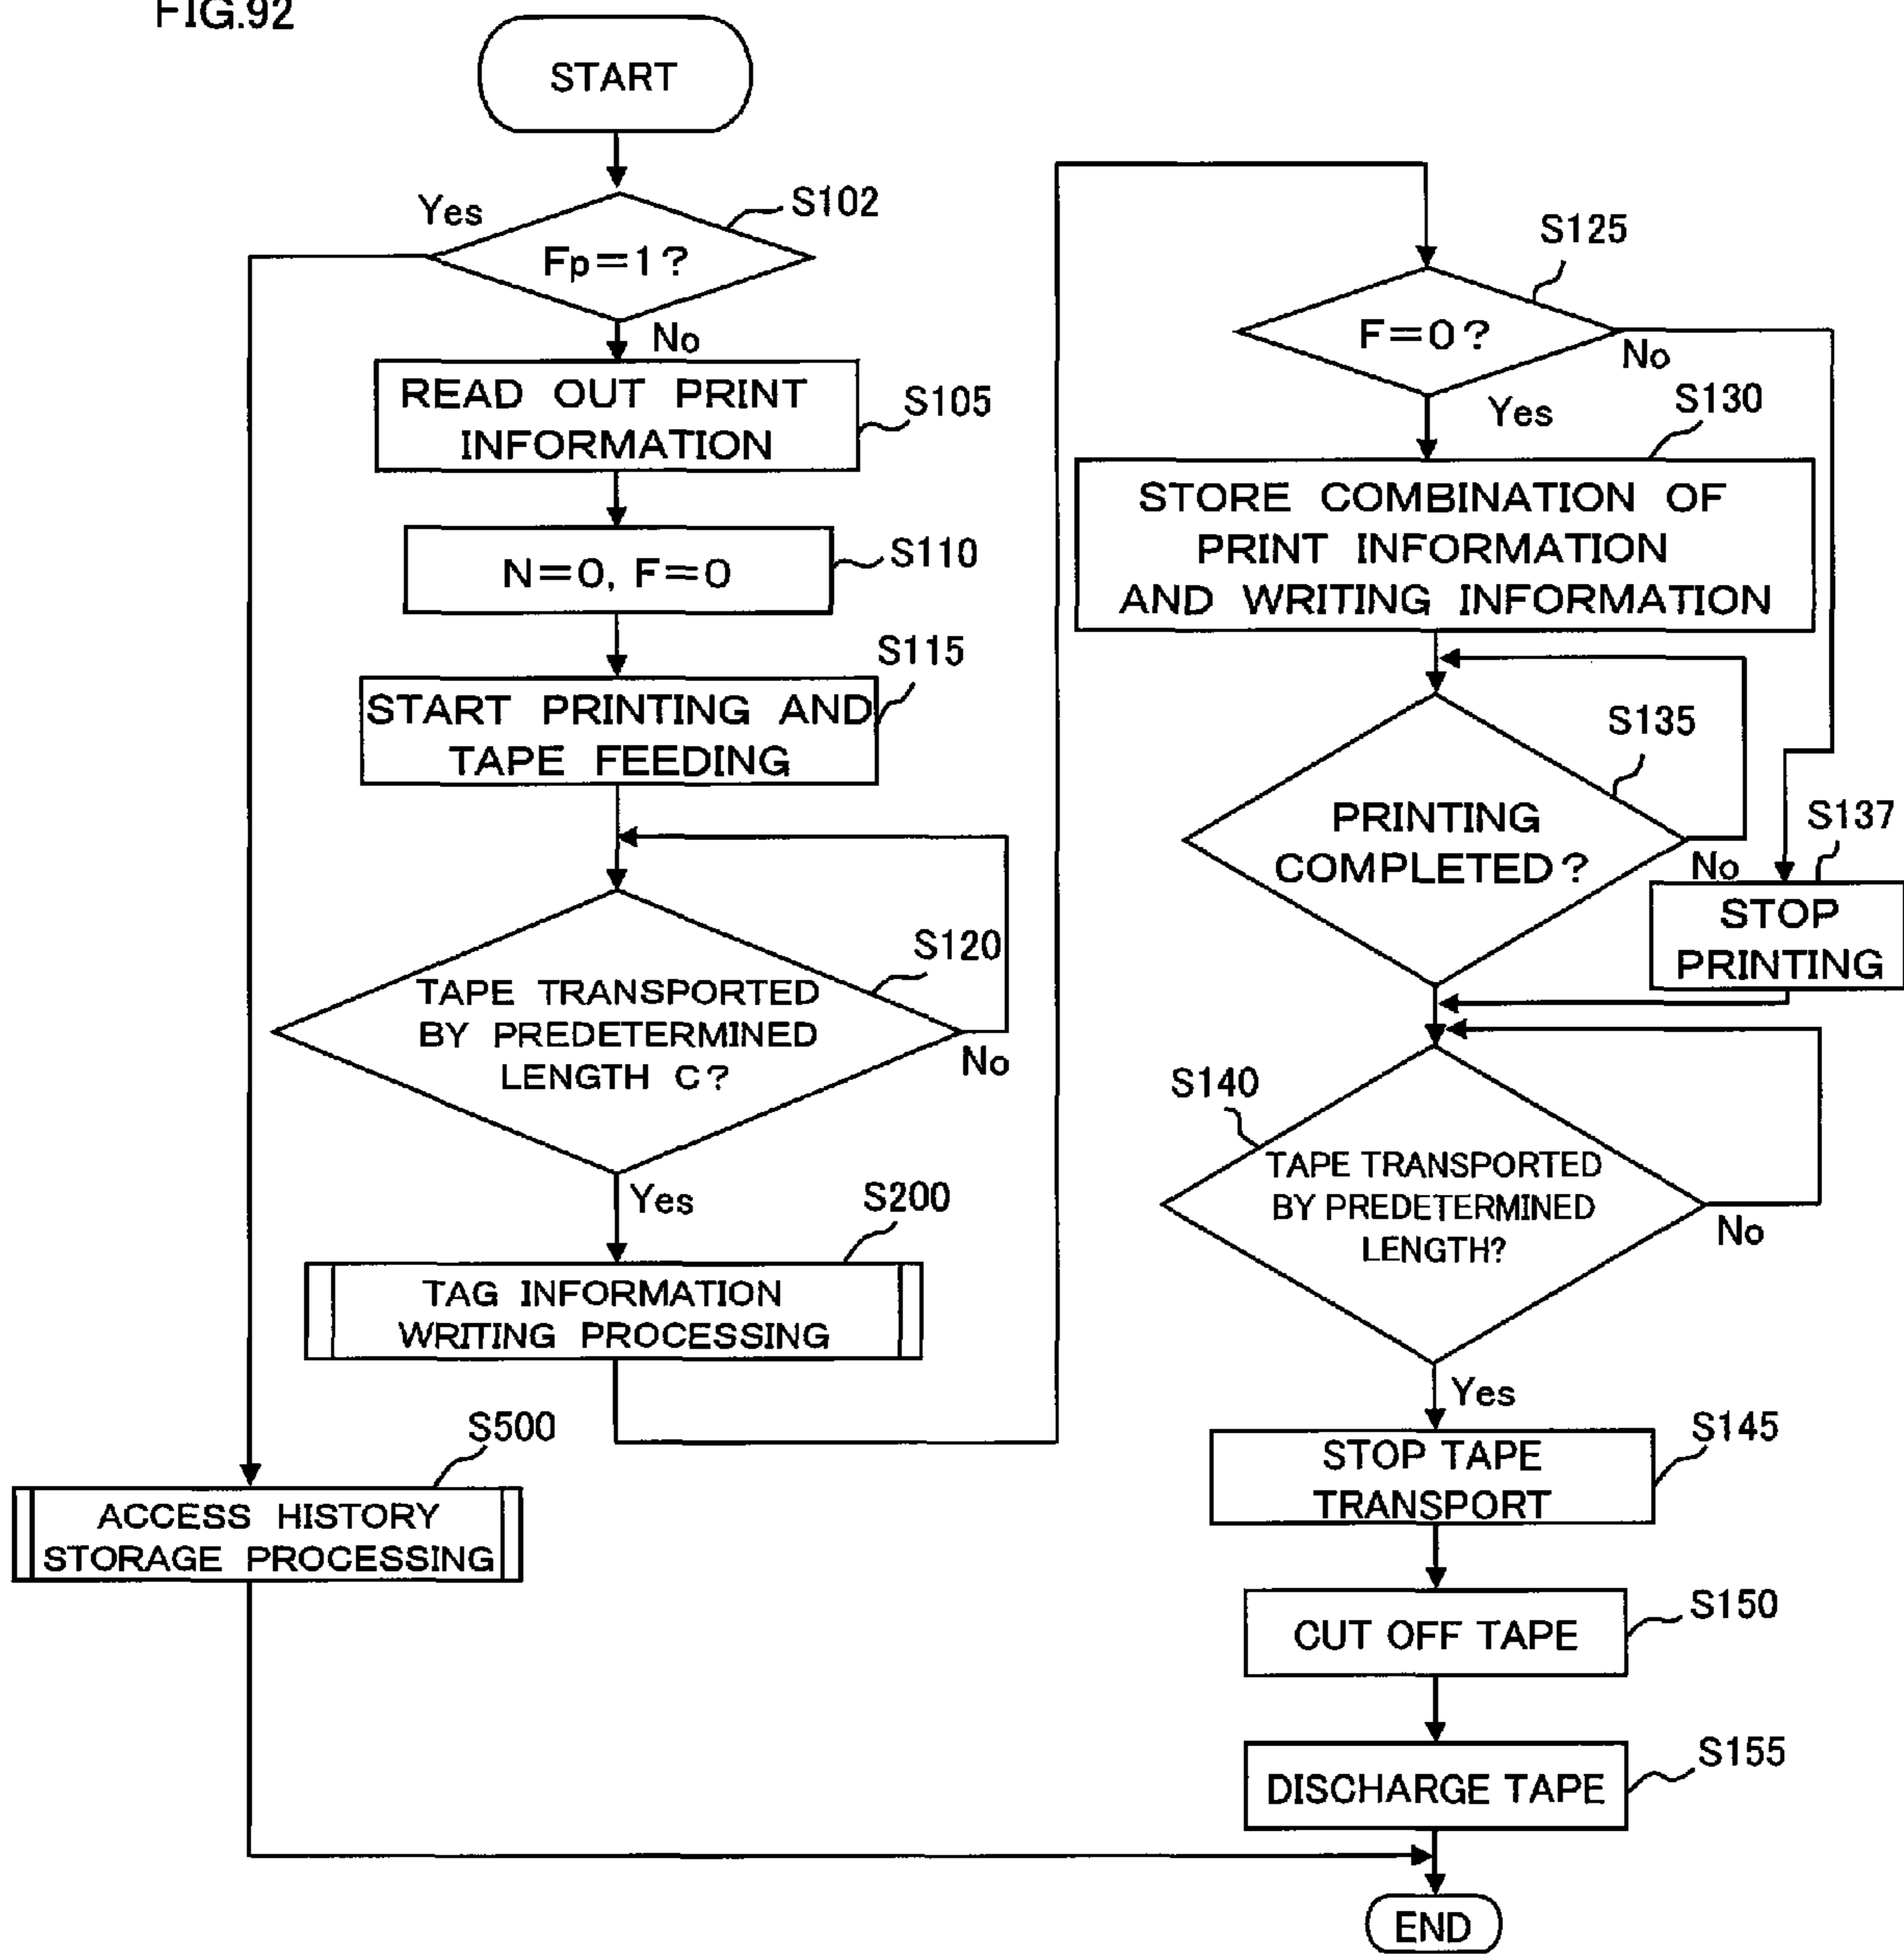 FIG.92
START
Yes
S102
Fp=1?
No
READ OUT PRINT
INFORMATION
S105
N=0, F=0
S110
S115
START PRINTING AND
TAPE FEEDING
S120
TAPE TRANSPORTED
BY PREDETERMINED
LENGTH C?
No
Yes
S200
TAG INFORMATION
WRITING PROCESSING
S500
ACCESS HISTORY
STORAGE PROCESSING
S125
F=0?
No
Yes
S130
STORE COMBINATION OF
PRINT INFORMATION
AND WRITING INFORMATION
S135
PRINTING
COMPLETED?
No
S137
STOP
PRINTING
S140
TAPE TRANSPORTED
BY PREDETERMINED
LENGTH?
No
Yes
S145
STOP TAPE
TRANSPORT
S150
CUT OFF TAPE
S155
DISCHARGE TAPE
END